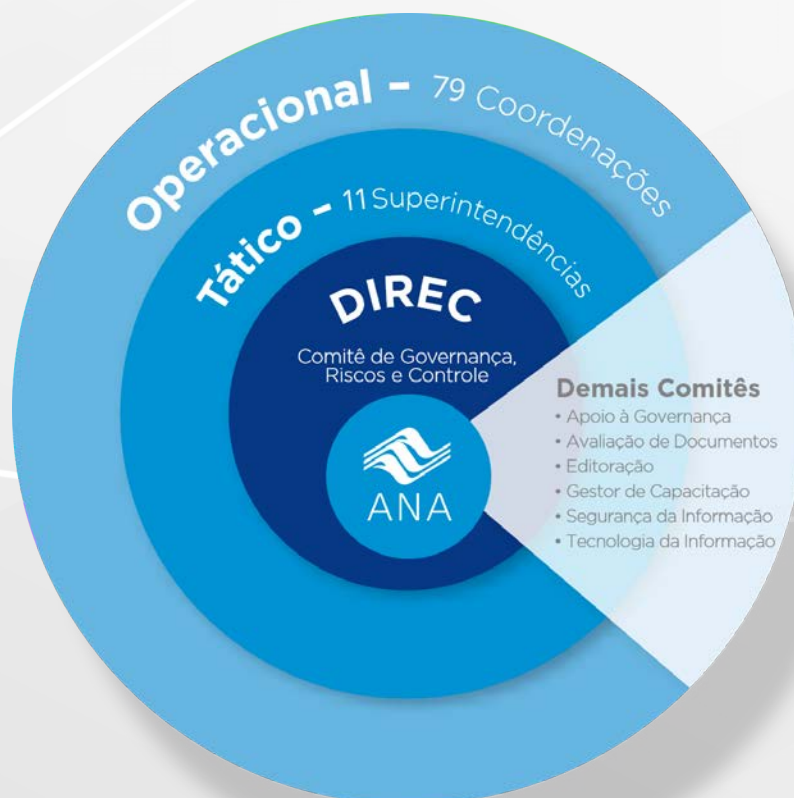 Operacional – 79 Coordenações
Tático – 11 Superintendências
DIREC
Comitê de Governança,
Riscos e Controle
ANA
Demais Comitês
• Apoio à Governança
• Avaliação de Documentos
• Editoração
• Gestor de Capacitação
• Segurança da Informação
• Tecnologia da Informação